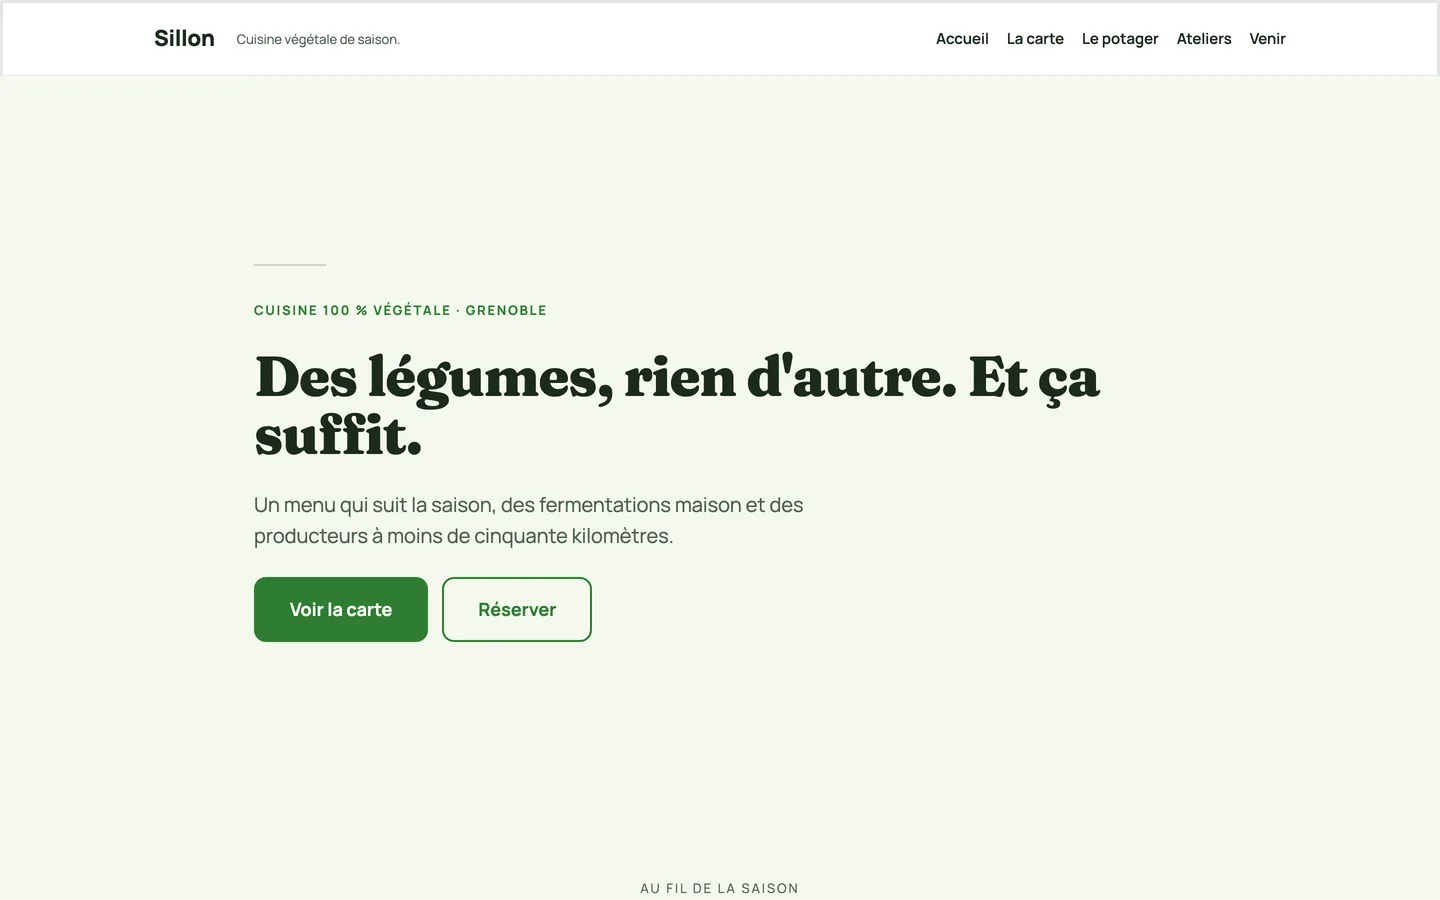 Sillon
Cuisine végétale de saison.
Accueil La carte Le potager Ateliers Venir
CUISINE 100 % VÉGÉTALE · GRENOBLE
Des légumes, rien d'autre. Et ça
suffit.
Un menu qui suit la saison, des fermentations maison et des
producteurs à moins de cinquante kilomètres.
Voir la carte
Réserver
AU FIL DE LA SAISON